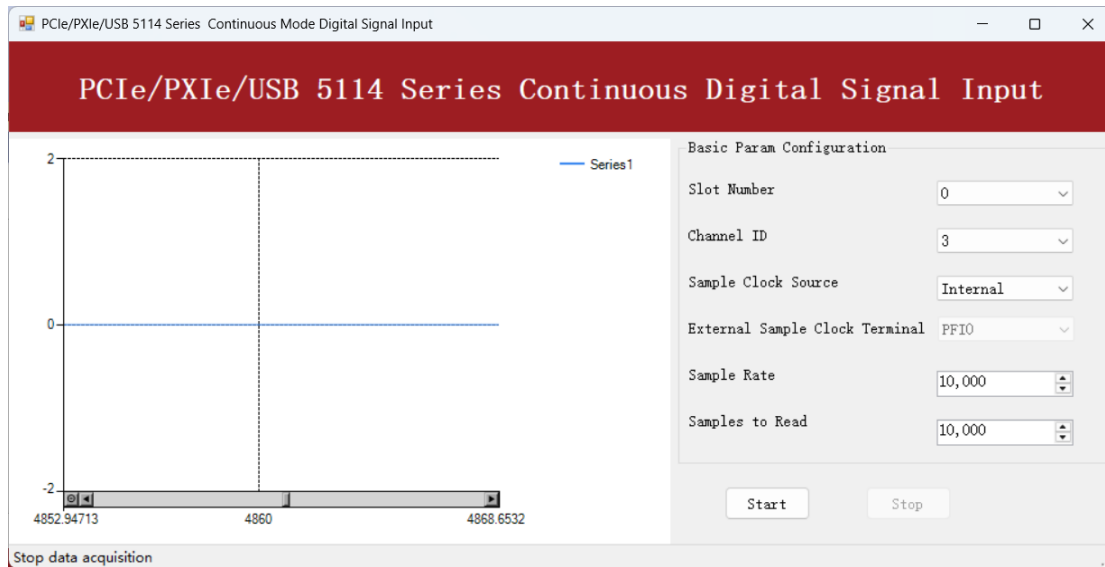 PCIe/PXIe/USB 5114 Series  Continuous Mode Digital Signal Input
PCIe/PXIe/USB 5114 Series Continuous Digital Signal Input
2
0
-2
4852.94713
4860
4868.6532
Series1
Basic Param Configuration
Slot Number
0
Channel ID
3
Sample Clock Source
Internal
External Sample Clock Terminal
PFI0
Sample Rate
10,000
Samples to Read
10,000
Start
Stop
Stop data acquisition